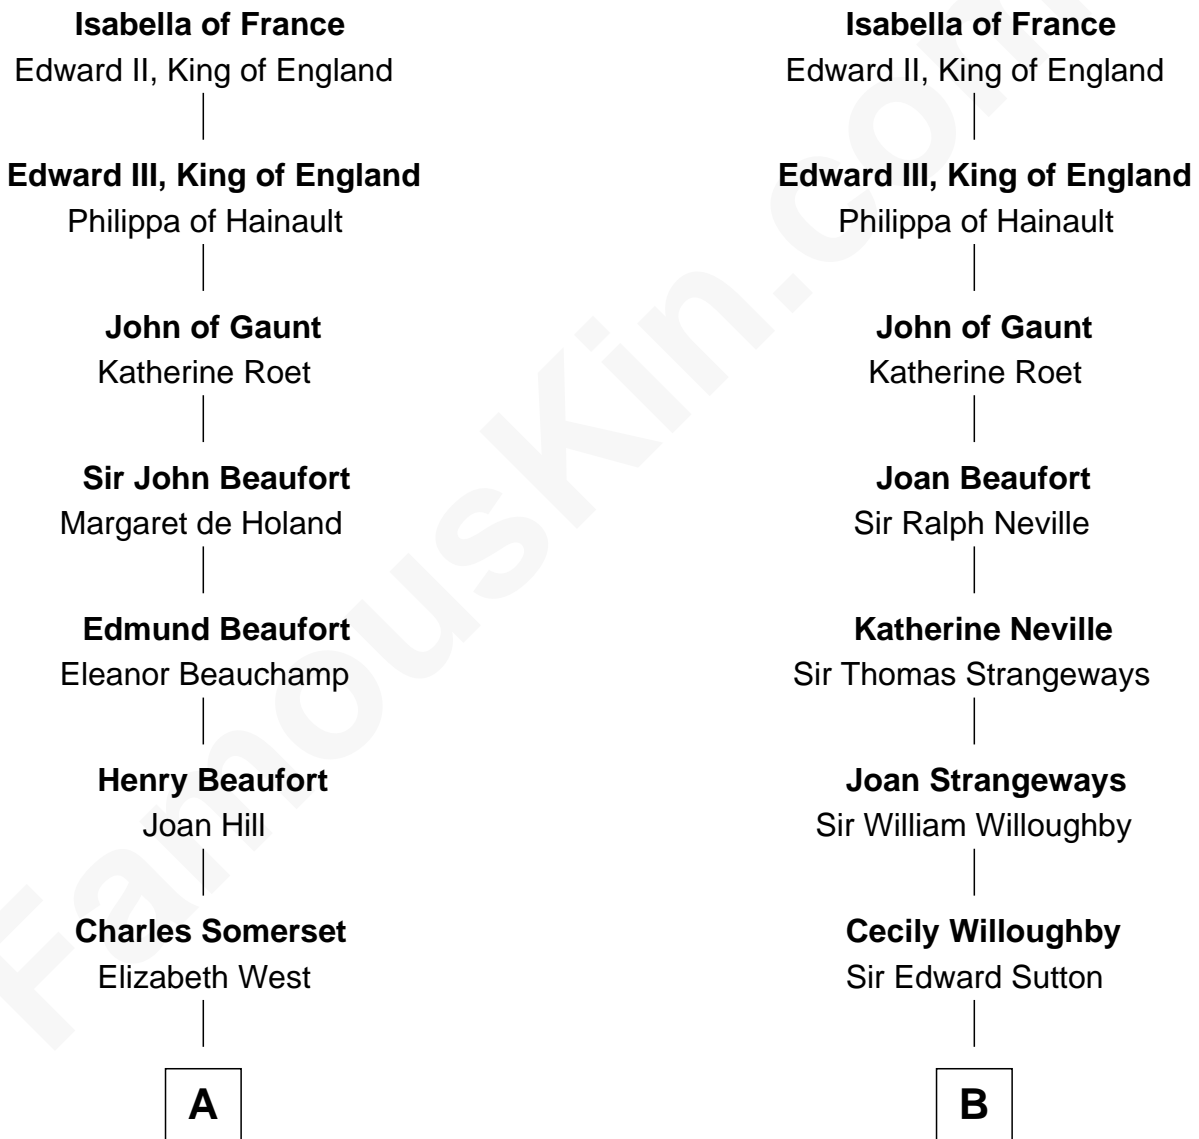 Isabella of France
Edward II, King of England
Edward III, King of England
Philippa of Hainault
John of Gaunt
Katherine Roet
Sir John Beaufort
Margaret de Holand
Edmund Beaufort
Eleanor Beauchamp
Henry Beaufort
Joan Hill
Charles Somerset
Elizabeth West
A
Isabella of France
Edward II, King of England
Edward III, King of England
Philippa of Hainault
John of Gaunt
Katherine Roet
Joan Beaufort
Sir Ralph Neville
Katherine Neville
Sir Thomas Strangeways
Joan Strangeways
Sir William Willoughby
Cecily Willoughby
Sir Edward Sutton
B
FamousKin.com